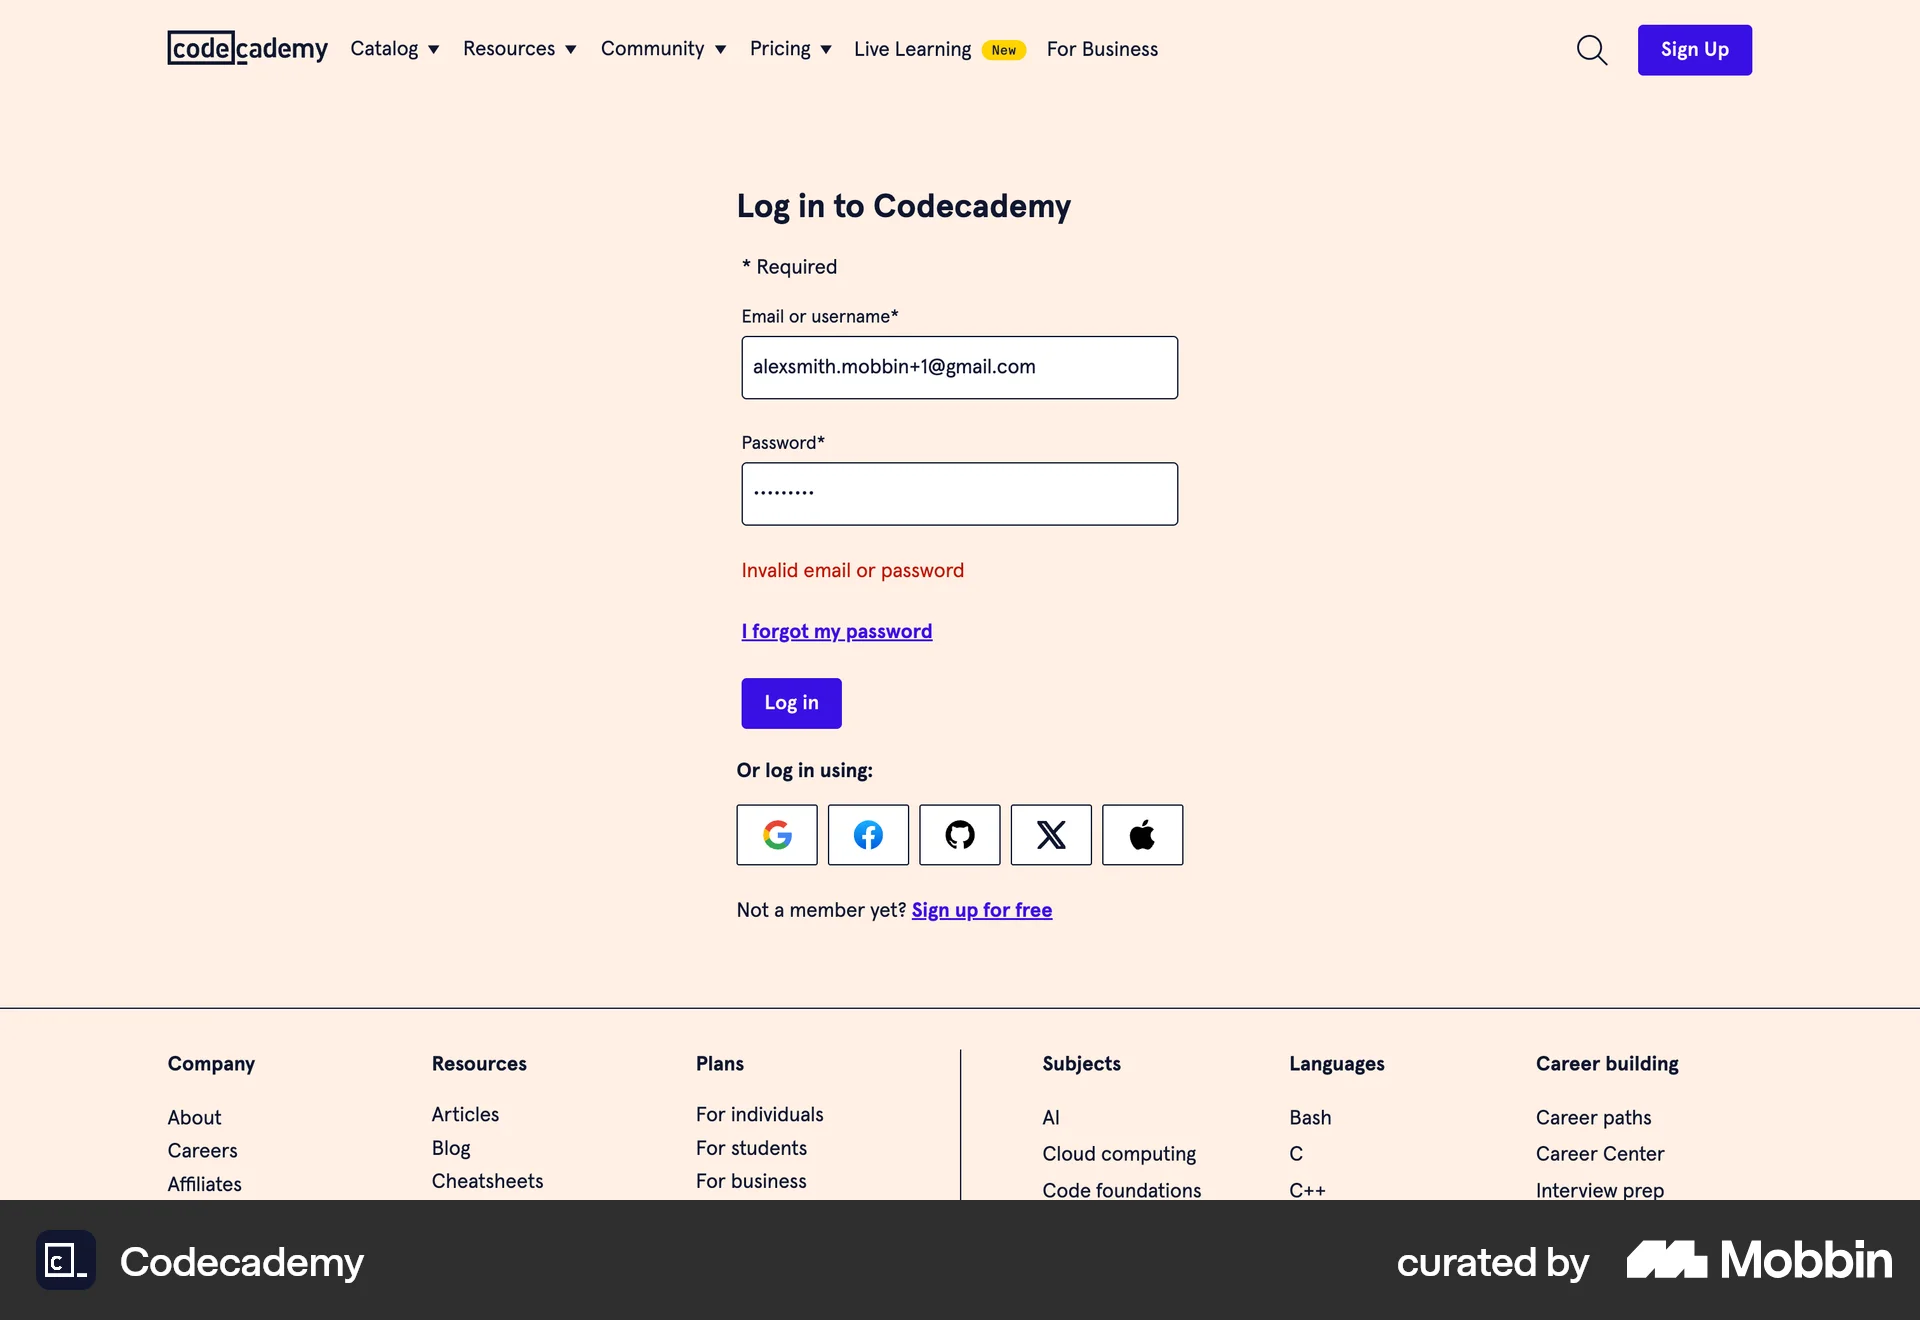 codecademy Catalog Resources Community Pricing Live Learning New For Business Sign Up
Log in to Codecademy
* Required
Email or username*
alexsmith.mobbin+1@gmail.com
Password*
•••••••••
Invalid email or password
I forgot my password
Log in
Or log in using:
Not a member yet? Sign up for free
Company
About
Careers
Affiliates
Resources
Articles
Blog
Cheatsheets
Plans
For individuals
For students
For business
Subjects
AI
Cloud computing
Code foundations
Languages
Bash
C
C++
Career building
Career paths
Career Center
Interview prep
c_ Codecademy
curated by Mobbin